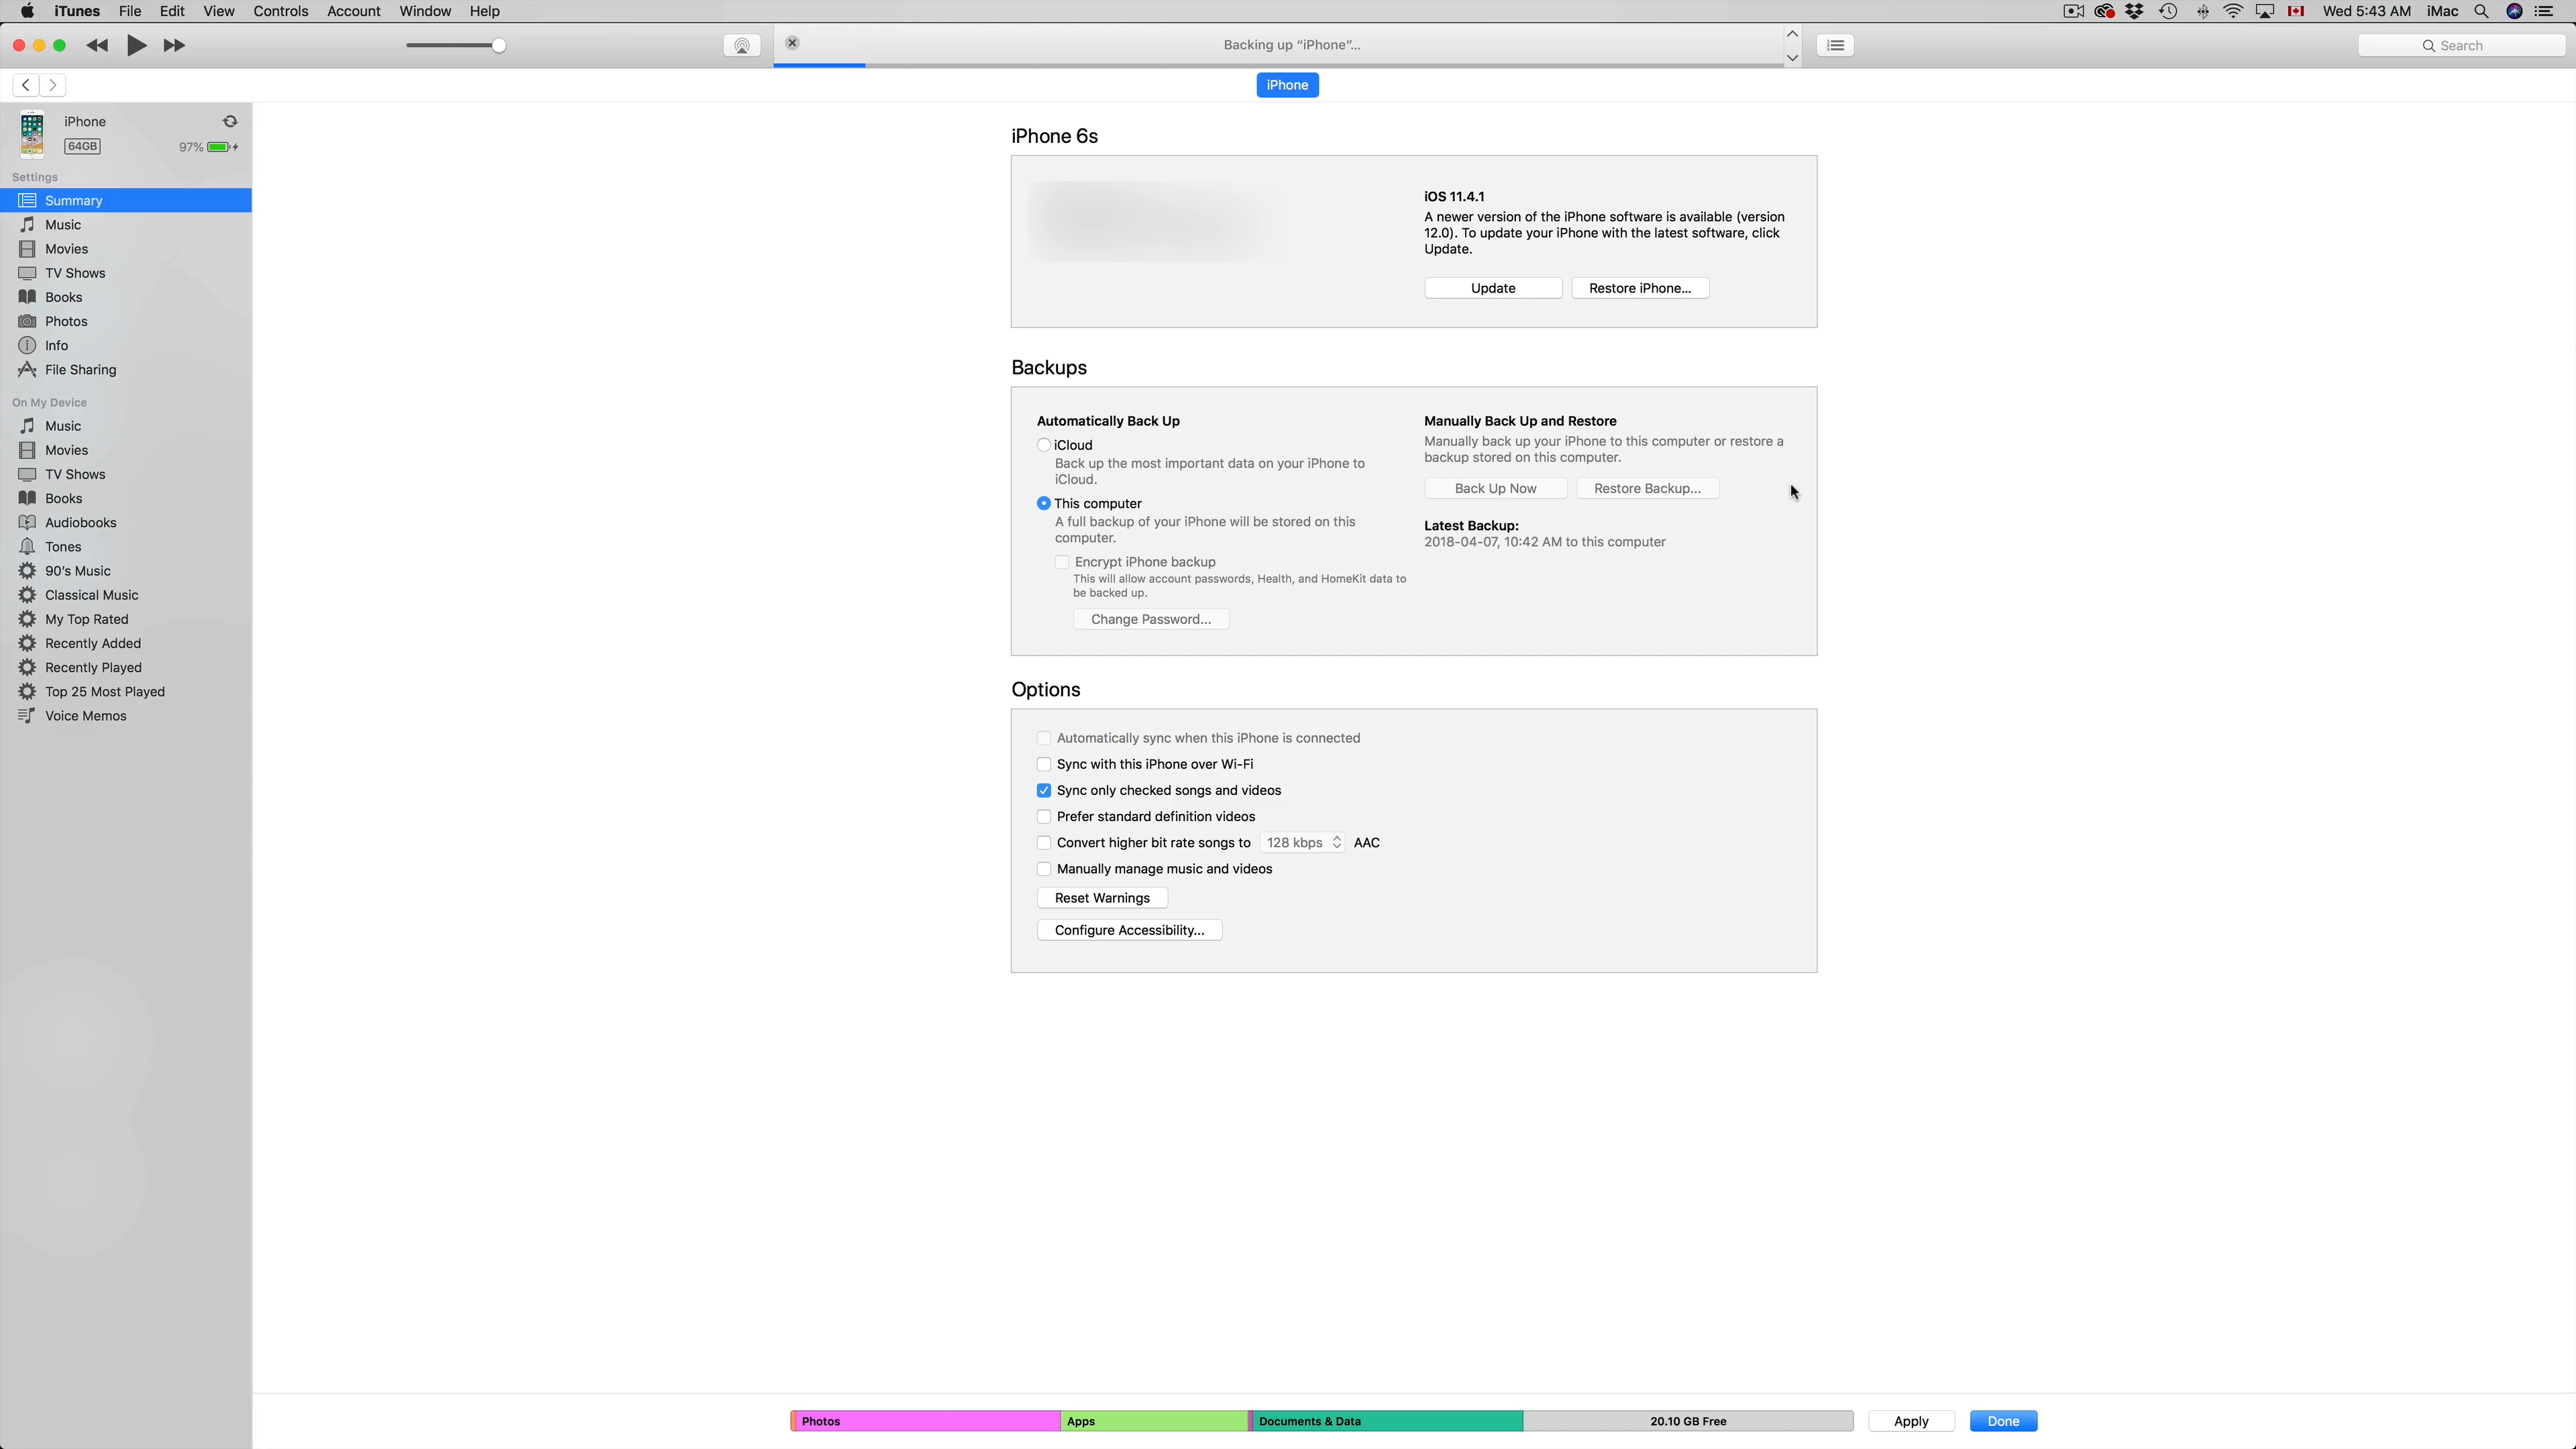 iTunes File Edit View Controls Account Window Help
Wed 5:43 AM iMac
Backing up “iPhone”...
Search
iPhone
iPhone
64GB
97%
Settings
Summary
Music
Movies
TV Shows
Books
Photos
Info
File Sharing
On My Device
Music
Movies
TV Shows
Books
Audiobooks
Tones
90’s Music
Classical Music
My Top Rated
Recently Added
Recently Played
Top 25 Most Played
Voice Memos
iPhone 6s
iOS 11.4.1
A newer version of the iPhone software is available (version
12.0). To update your iPhone with the latest software, click
Update.
Update Restore iPhone...
Backups
Automatically Back Up
iCloud
Back up the most important data on your iPhone to
iCloud.
This computer
A full backup of your iPhone will be stored on this
computer.
Encrypt iPhone backup
This will allow account passwords, Health, and HomeKit data to
be backed up.
Change Password...
Manually Back Up and Restore
Manually back up your iPhone to this computer or restore a
backup stored on this computer.
Back Up Now Restore Backup...
Latest Backup:
2018-04-07, 10:42 AM to this computer
Options
Automatically sync when this iPhone is connected
Sync with this iPhone over Wi-Fi
Sync only checked songs and videos
Prefer standard definition videos
Convert higher bit rate songs to 128 kbps AAC
Manually manage music and videos
Reset Warnings
Configure Accessibility...
Photos Apps Documents & Data 20.10 GB Free Apply Done